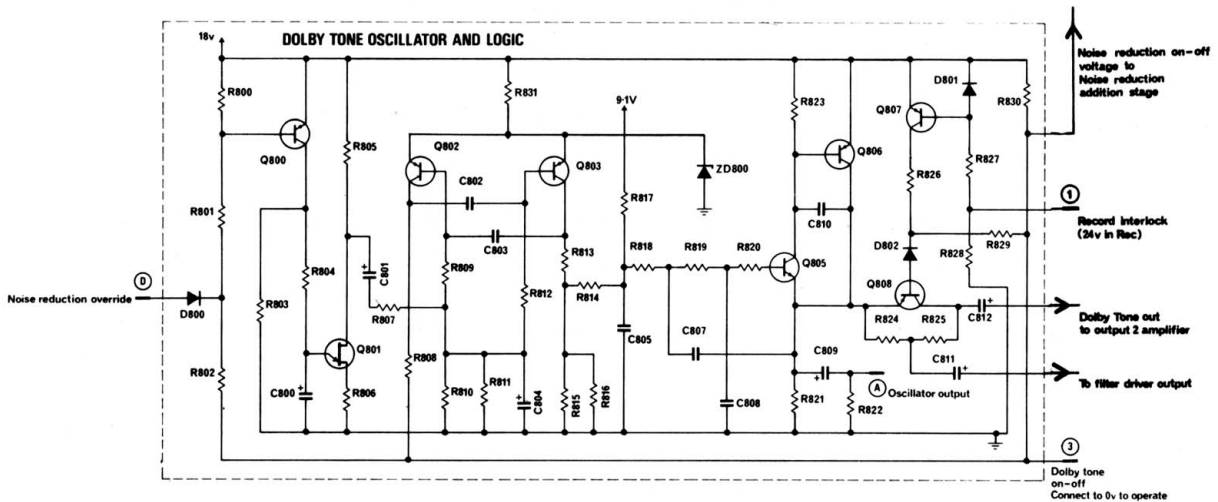 DOLBY TONE OSCILLATOR AND LOGIC
18v
R800
Q800
R801
R803
R804
R802
C800
R805
Q801
R806
C801
R807
R808
Q802
C802
C803
R809
R810
R811
R812
C804
R831
Q803
R813
R814
R815
R816
9·1V
R817
R818
C805
R819
C807
R820
C808
ZD800
R823
Q806
C810
Q805
C809
R821
R822
A
Oscillator output
Q807
D801
R826
R827
R830
D802
R829
R828
Q808
R824
R825
C812
C811
D
Noise reduction override
D800
Noise reduction on-off
voltage to
Noise reduction
addition stage
1
Record Interlock
(24v in Rec)
Dolby Tone out
to output 2 amplifier
To filter driver output
3
Dolby tone
on-off
Connect to 0v to operate